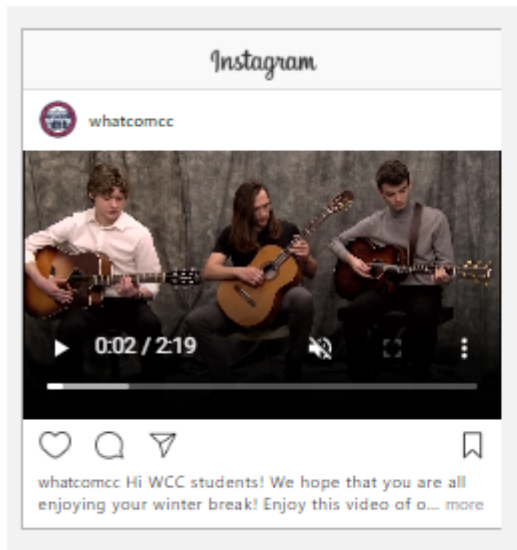 Instagram
whatcomcc
0:02 / 2:19
whatcomcc Hi WCC students! We hope that you are all
enjoying your winter break! Enjoy this video of o... more